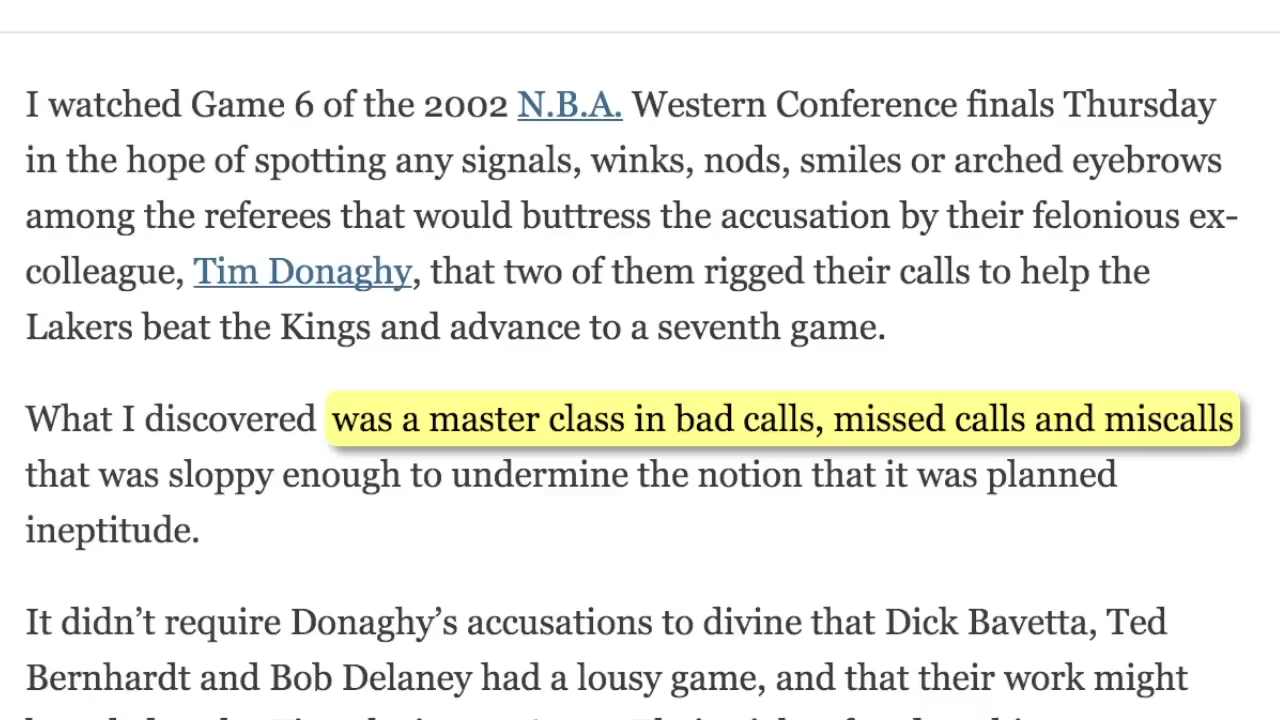 I watched Game 6 of the 2002 N.B.A. Western Conference finals Thursday
in the hope of spotting any signals, winks, nods, smiles or arched eyebrows
among the referees that would buttress the accusation by their felonious ex-
colleague, Tim Donaghy, that two of them rigged their calls to help the
Lakers beat the Kings and advance to a seventh game.
What I discovered was a master class in bad calls, missed calls and miscalls
that was sloppy enough to undermine the notion that it was planned
ineptitude.
It didn’t require Donaghy’s accusations to divine that Dick Bavetta, Ted
Bernhardt and Bob Delaney had a lousy game, and that their work might